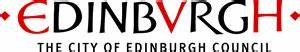 •EDINBVRGH•
THE CITY OF EDINBURGH COUNCIL